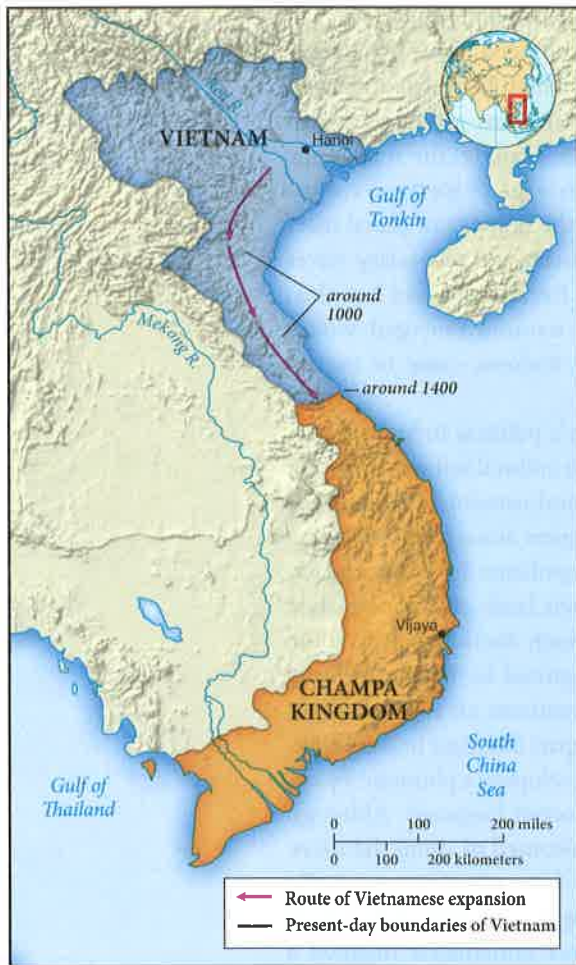 Red R.
VIETNAM
Hanoi
Gulf of
Tonkin
around
1000
Mekong R.
around 1400
Vijaya
CHAMPA
KINGDOM
South
China
Sea
Gulf of
Thailand
0 100 200 miles
0 100 200 kilometers
Route of Vietnamese expansion
Present-day boundaries of Vietnam